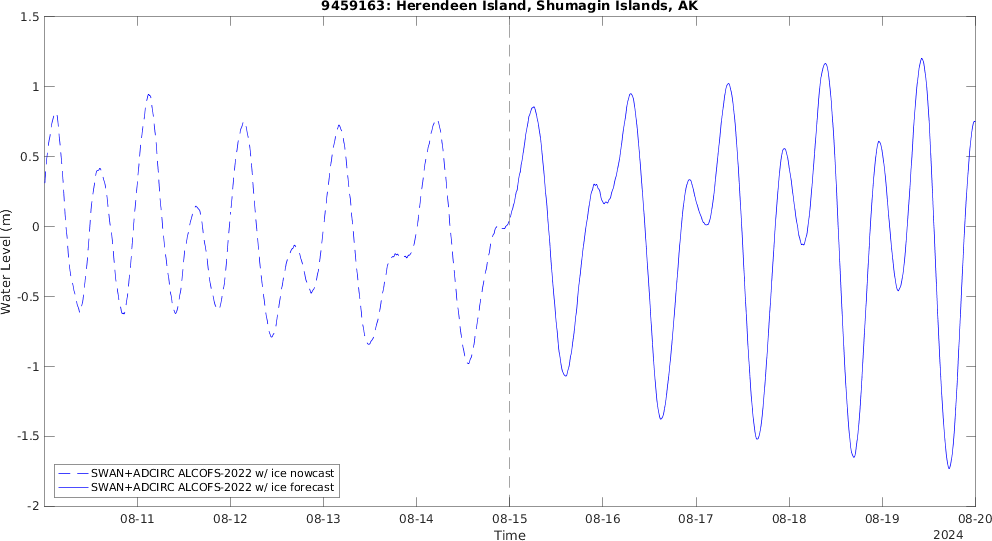 9459163: Herendeen Island, Shumagin Islands, AK
1.5
1
0.5
0
-0.5
-1
-1.5
-2
Water Level (m)
SWAN+ADCIRC ALCOFS-2022 w/ ice nowcast
SWAN+ADCIRC ALCOFS-2022 w/ ice forecast
08-11 08-12 08-13 08-14 08-15 08-16 08-17 08-18 08-19 08-20
Time
2024